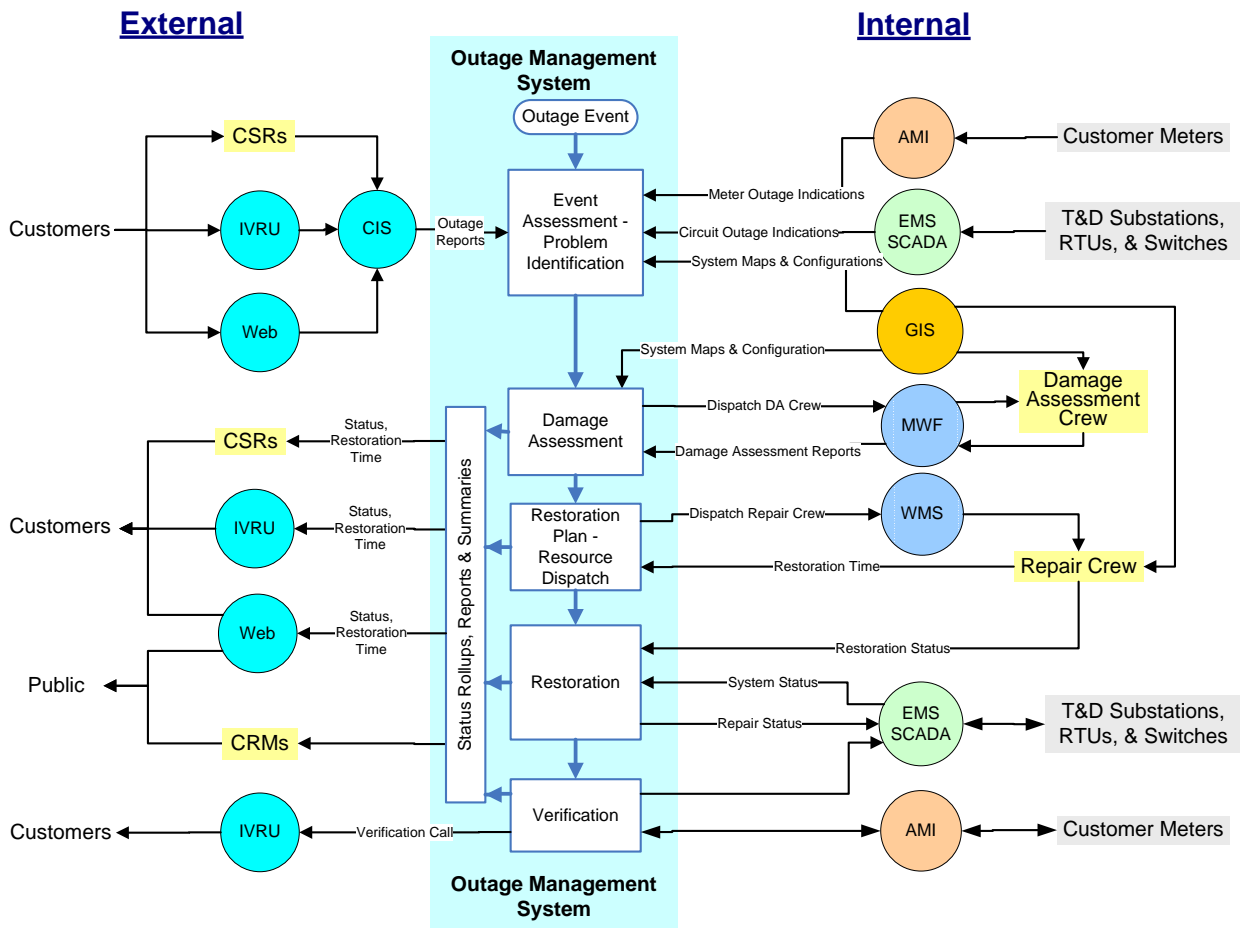 External
Internal
Outage Management
System
Outage Event
CSRs
AMI
Customer Meters
Meter Outage Indications
Customers
IVRU
CIS
Outage
Reports
Event
Assessment -
Problem
Identification
Circuit Outage Indications
EMS
SCADA
T&D Substations,
RTUs, & Switches
System Maps & Configurations
Web
GIS
System Maps & Configuration
Damage
Assessment
Crew
Damage
Assessment
Dispatch DA Crew
MWF
Damage Assessment Reports
CSRs
Status,
Restoration
Time
Status Rollups, Reports & Summaries
Customers
IVRU
Status,
Restoration
Time
Restoration
Plan -
Resource
Dispatch
Dispatch Repair Crew
WMS
Restoration Time
Repair Crew
Web
Status,
Restoration
Time
Restoration Status
Public
Restoration
System Status
Repair Status
EMS
SCADA
T&D Substations,
RTUs, & Switches
CRMs
Customers
IVRU
Verification Call
Verification
AMI
Customer Meters
Outage Management
System